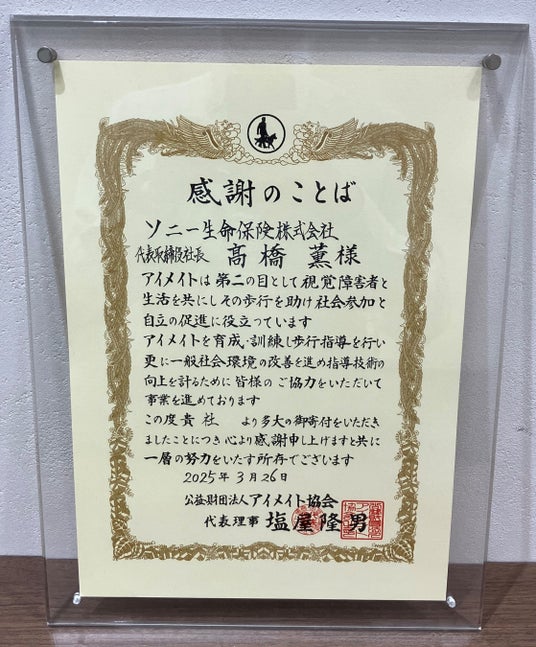 感謝のことば
ソニー生命保険株式会社
代表取締役社長 髙橋 薫様
アイメイトは 第二の目として 視覚障害者と
生活を共にしその歩行を助け 社会参加と
自立の促進に役立っています
アイメイトを育成・訓練し歩行指導を行い
更に一般社会環境の改善を進め指導技術の
向上を計るために 皆様のご協力をいただいて
事業を進めております
この度貴社 より多大の御寄付をいただき
ましたことにつき心より感謝申し上げますと共に
一層の努力をいたす所存でございます
2025年3月26日
公益財団法人アイメイト協会
代表理事 塩屋隆男